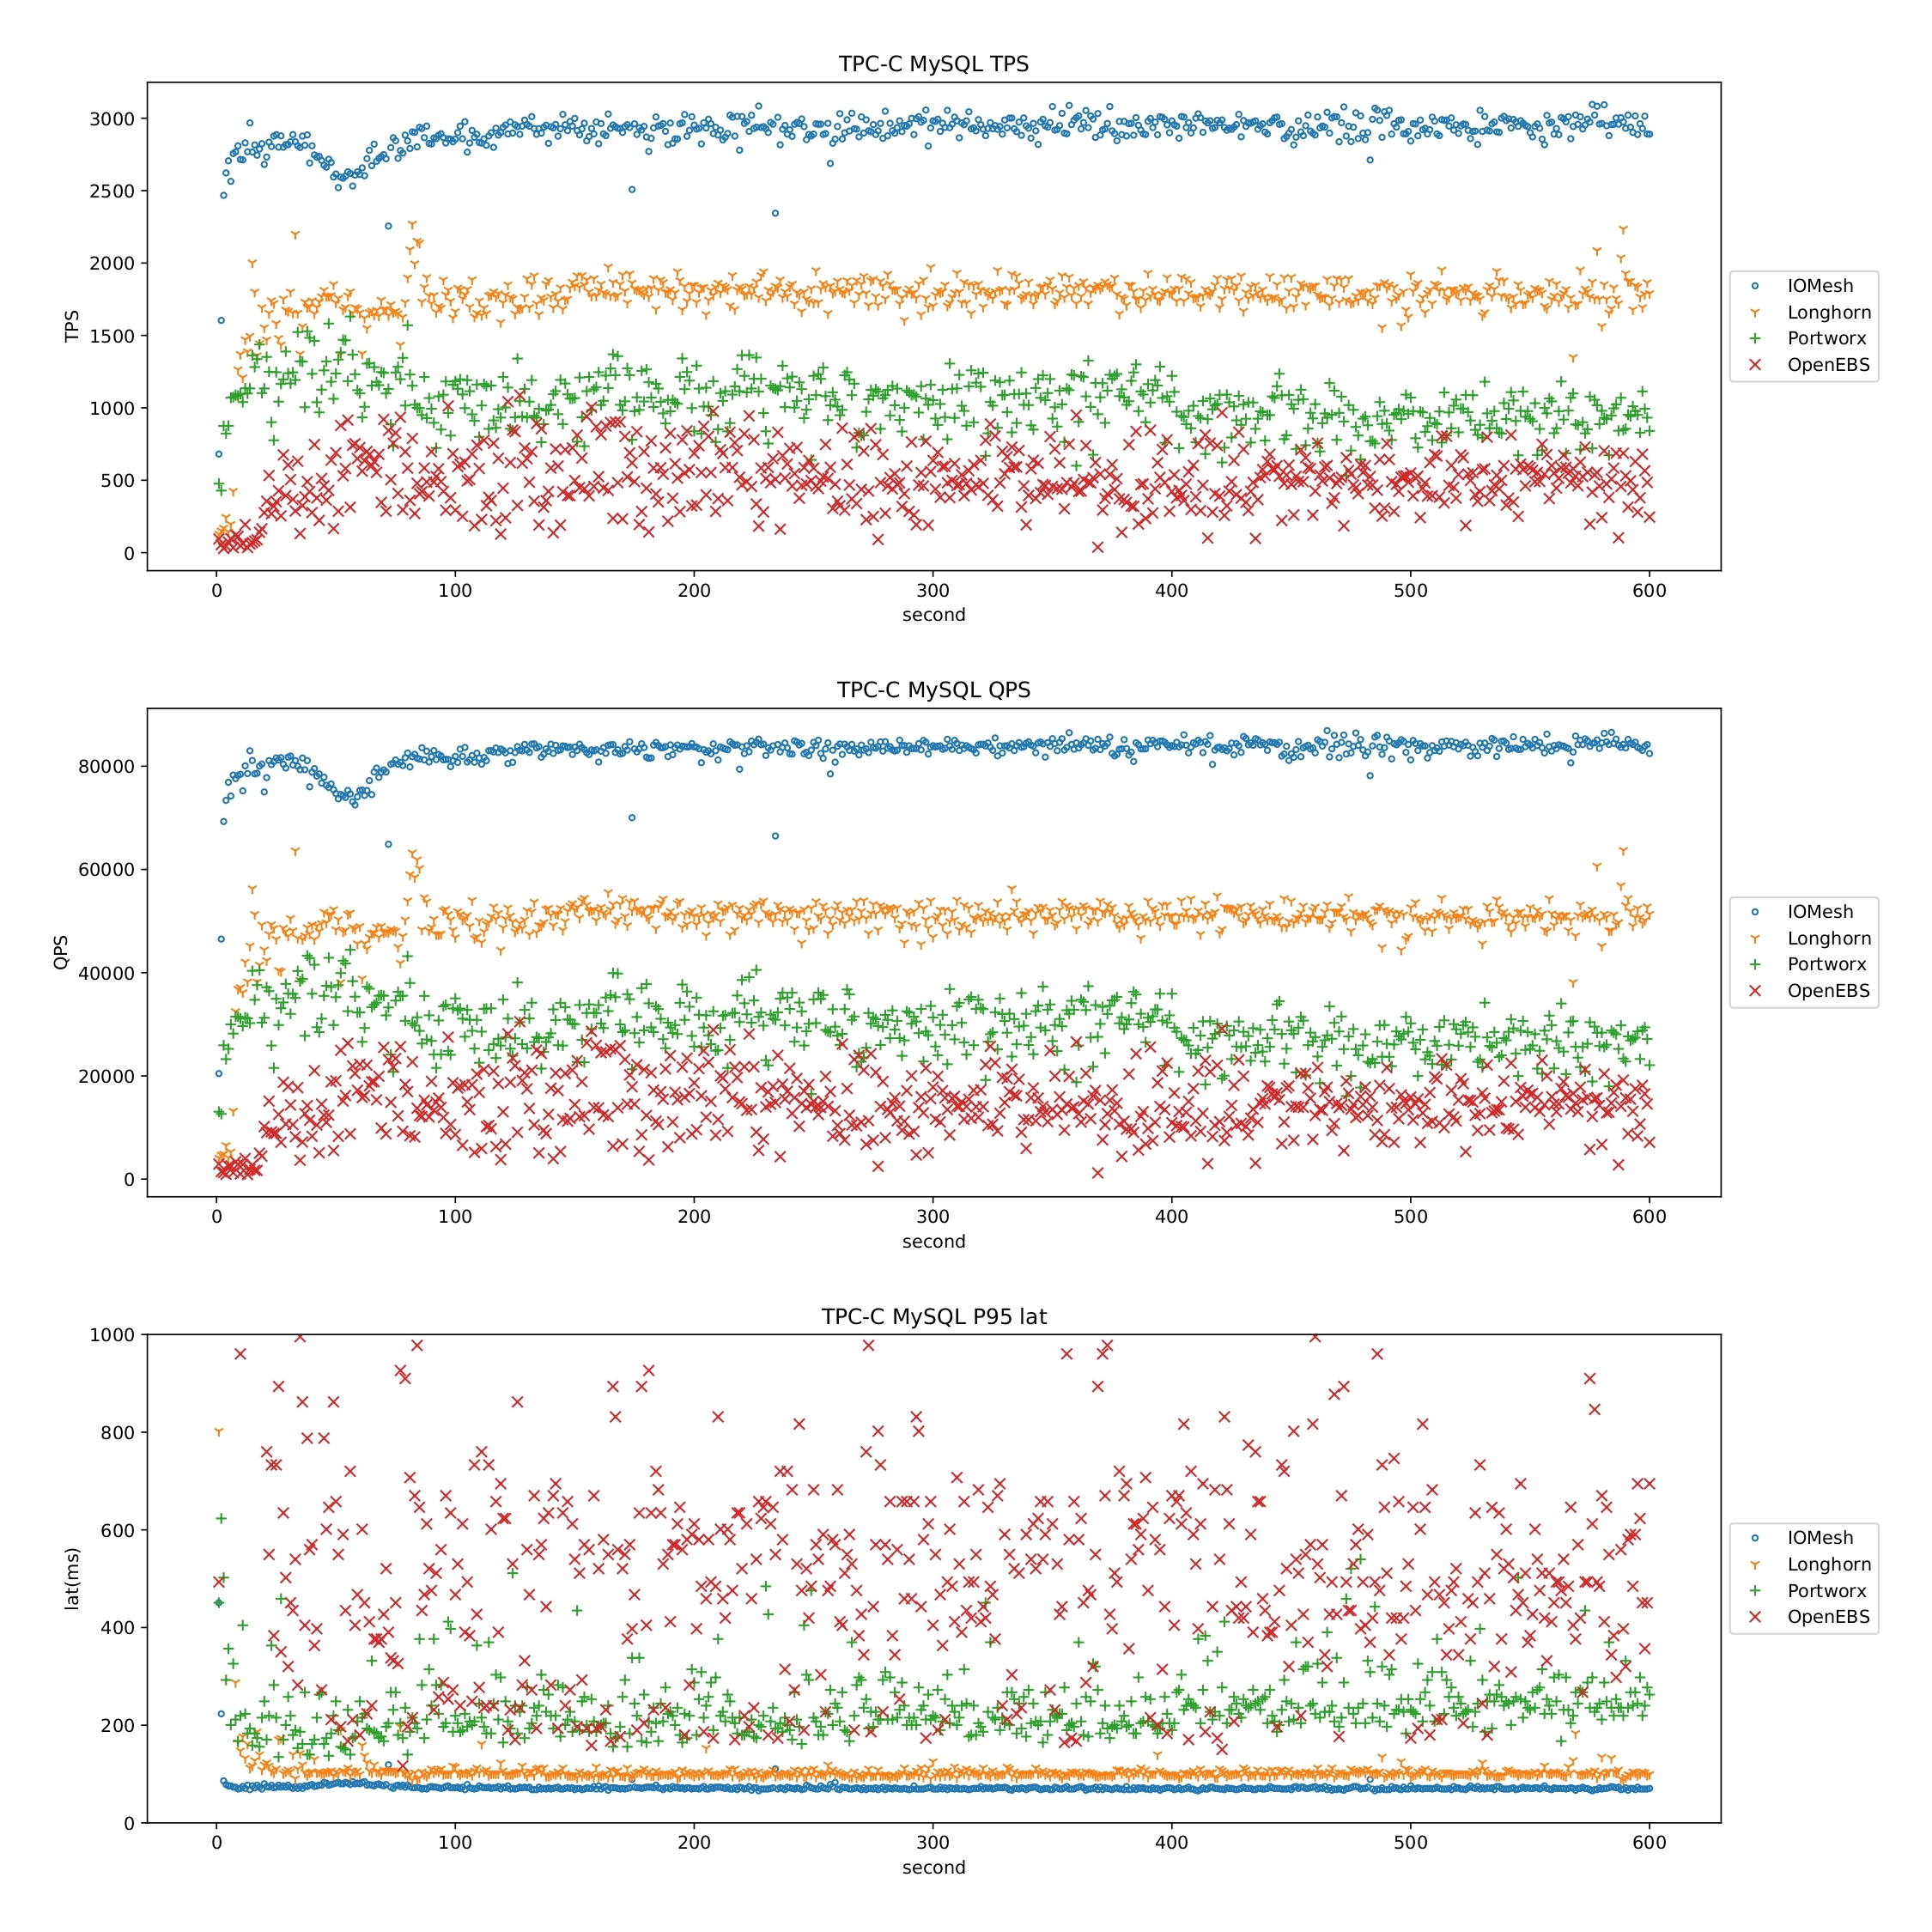 TPC-C MySQL TPS
3000
2500
2000
1500
1000
500
0
TPS
0 100 200 300 400 500 600
second
IOMesh
Longhorn
Portworx
OpenEBS
TPC-C MySQL QPS
80000
60000
40000
20000
0
QPS
0 100 200 300 400 500 600
second
IOMesh
Longhorn
Portworx
OpenEBS
TPC-C MySQL P95 lat
1000
800
600
400
200
0
lat(ms)
0 100 200 300 400 500 600
second
IOMesh
Longhorn
Portworx
OpenEBS